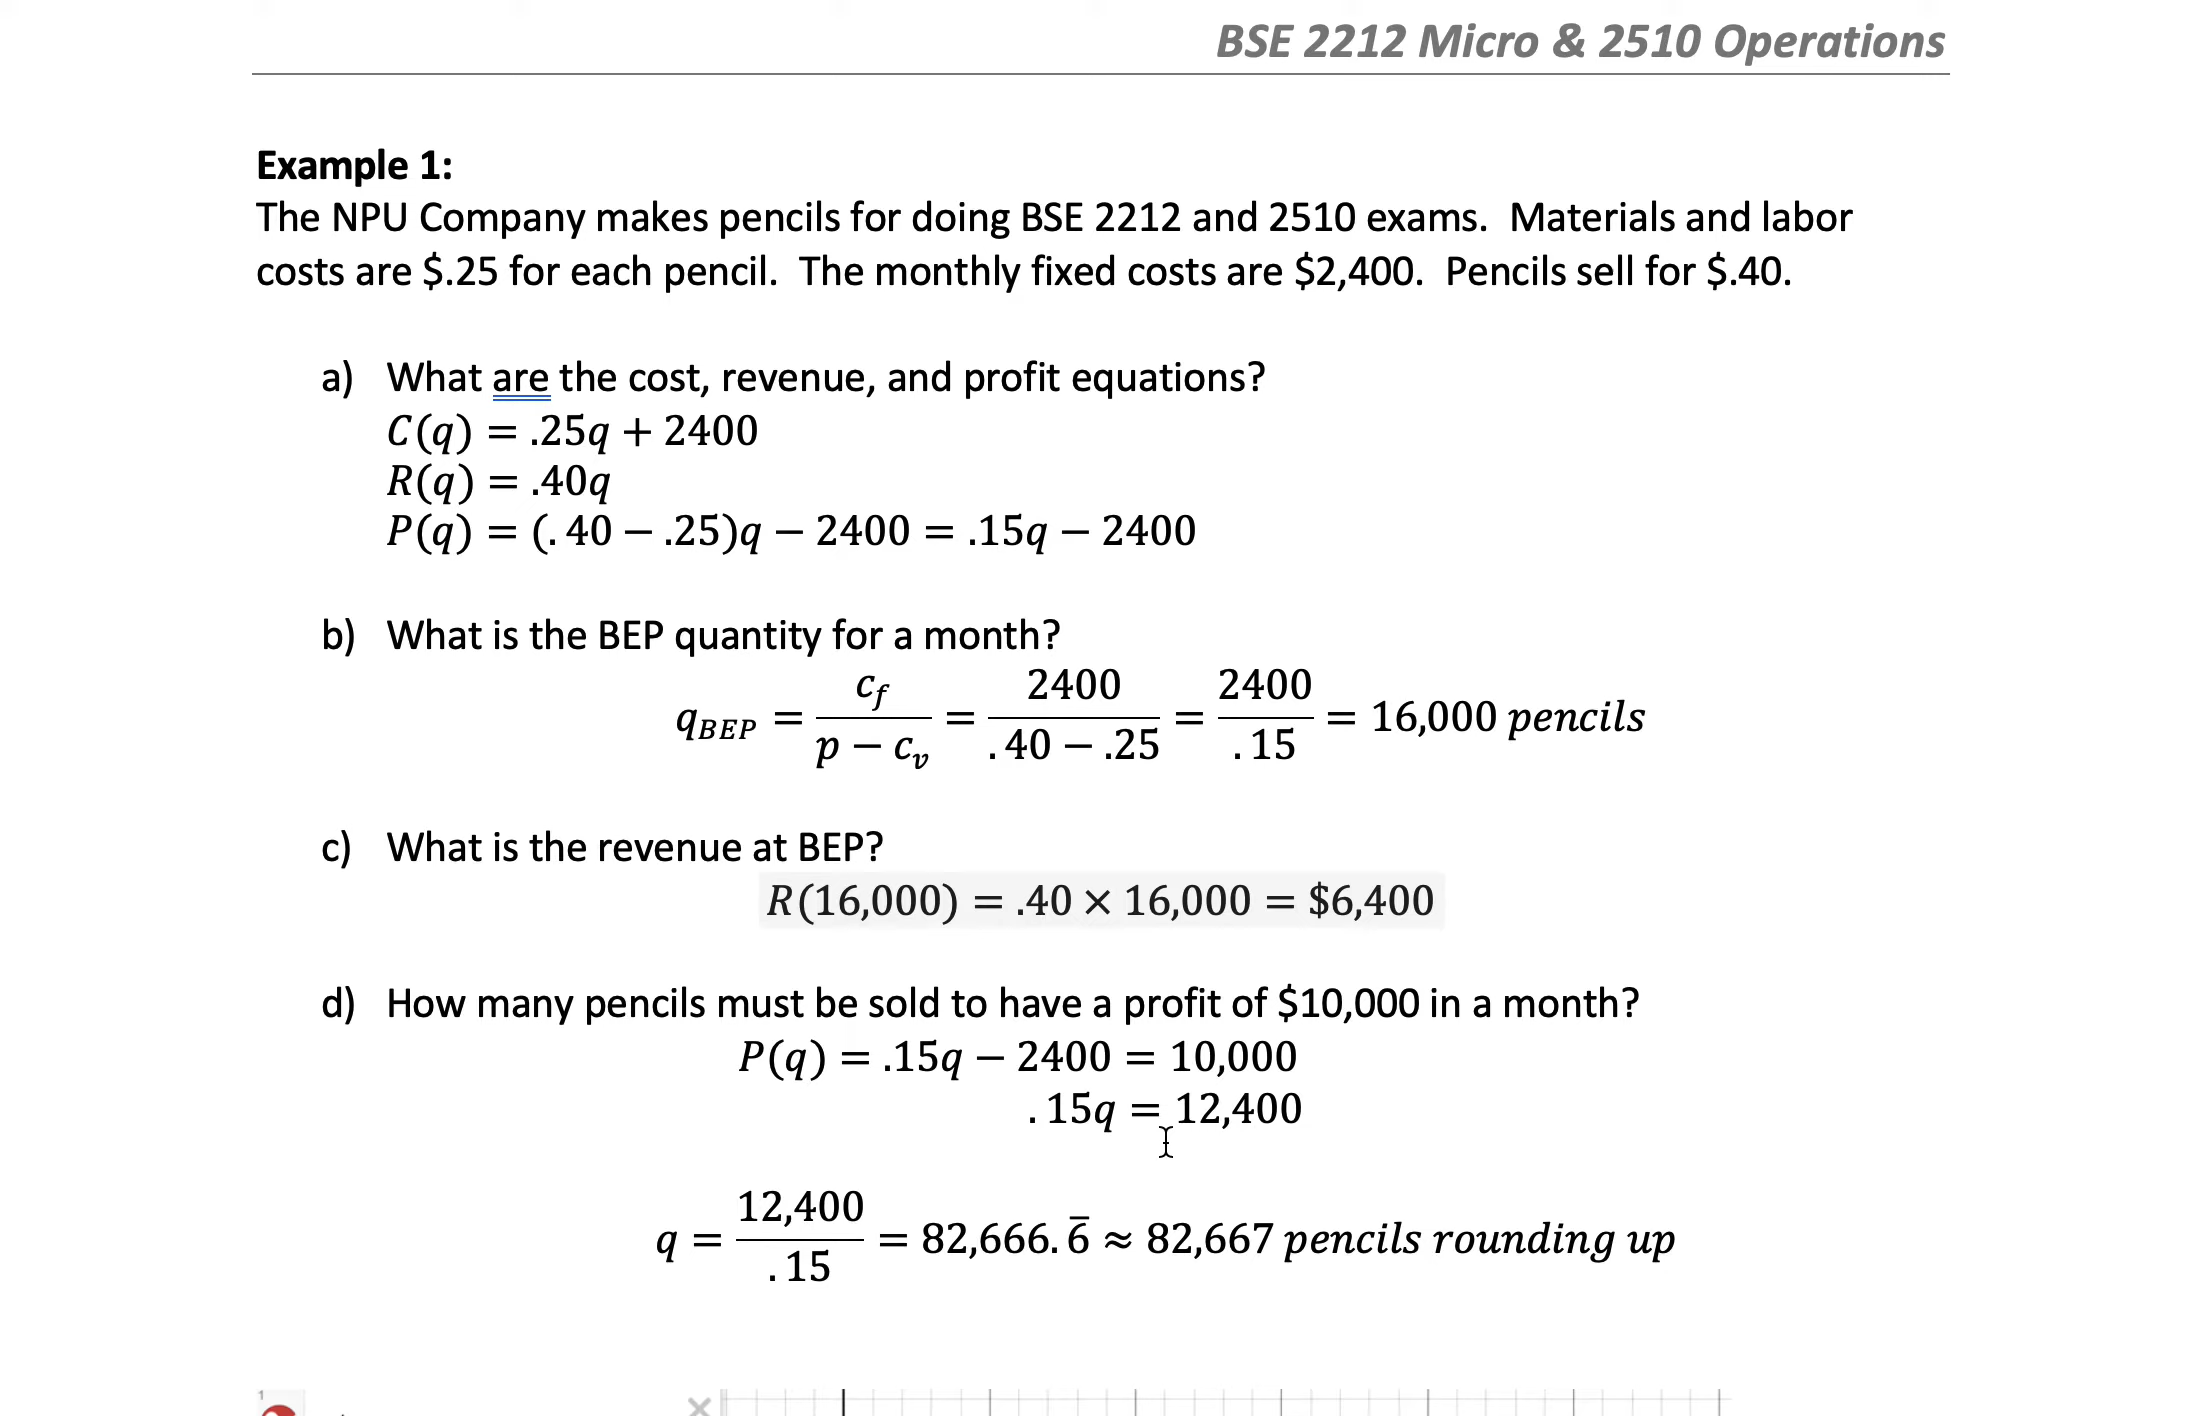 BSE 2212 Micro & 2510 Operations
Example 1:
The NPU Company makes pencils for doing BSE 2212 and 2510 exams. Materials and labor
costs are $.25 for each pencil. The monthly fixed costs are $2,400. Pencils sell for $.40.
a) What are the cost, revenue, and profit equations?
C(q) = .25q + 2400
R(q) = .40q
P(q) = (.40 − .25)q − 2400 = .15q − 2400
b) What is the BEP quantity for a month?
q_BEP = c_f / (p − c_v) = 2400 / (.40 − .25) = 2400 / .15 = 16,000 pencils
c) What is the revenue at BEP?
R(16,000) = .40 × 16,000 = $6,400
d) How many pencils must be sold to have a profit of $10,000 in a month?
P(q) = .15q − 2400 = 10,000
.15q = 12,400
q = 12,400 / .15 = 82,666.6̅ ≈ 82,667 pencils rounding up
1